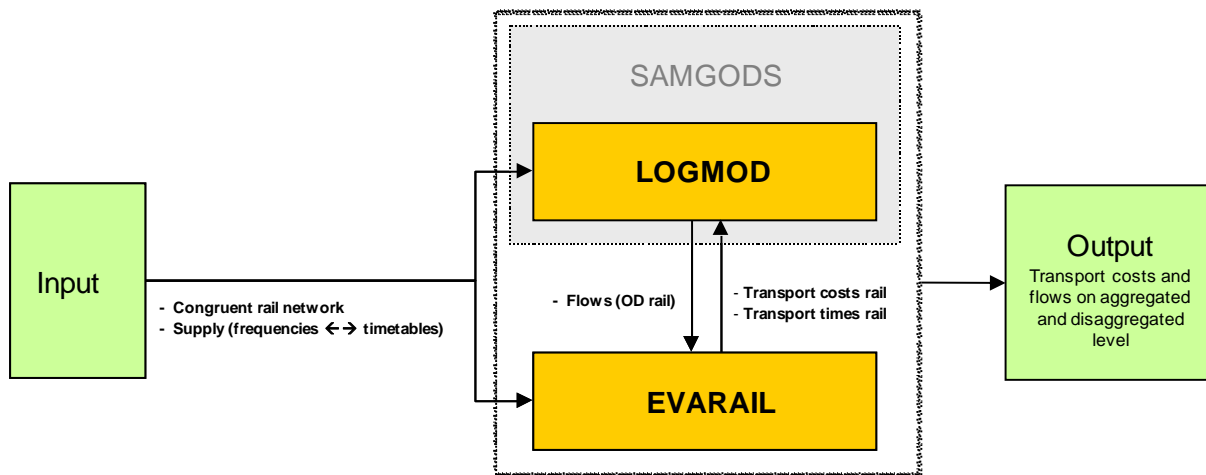 SAMGODS
LOGMOD
Input
- Congruent rail network
- Supply (frequencies ←→ timetables)
- Flows (OD rail)
- Transport costs rail
- Transport times rail
EVARAIL
Output
Transport costs and
flows on aggregated
and disaggregated
level